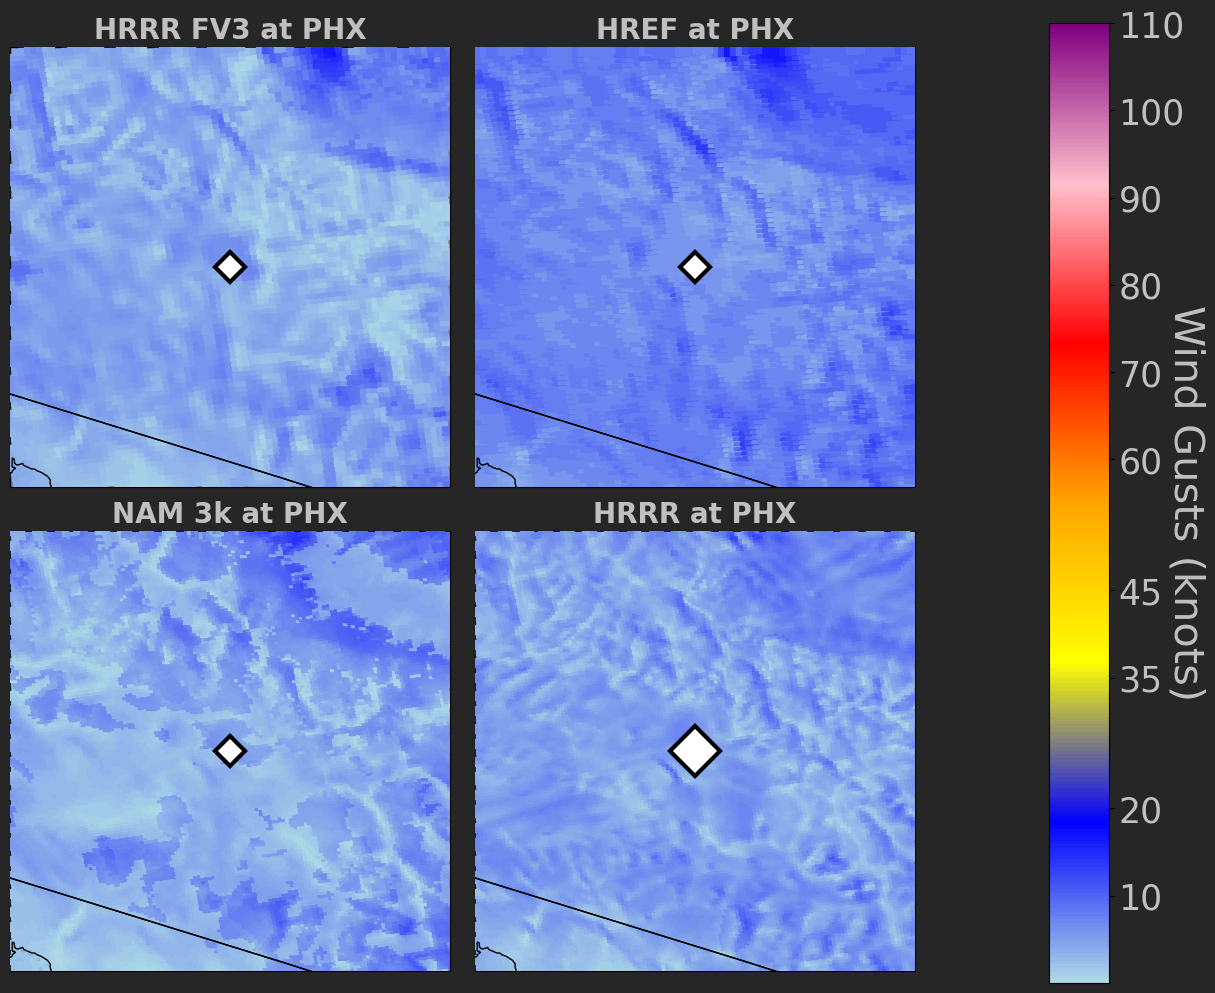 HRRR FV3 at PHX
HREF at PHX
NAM 3k at PHX
HRRR at PHX
110
100
90
80
70
60
45
35
20
10
Wind Gusts (knots)